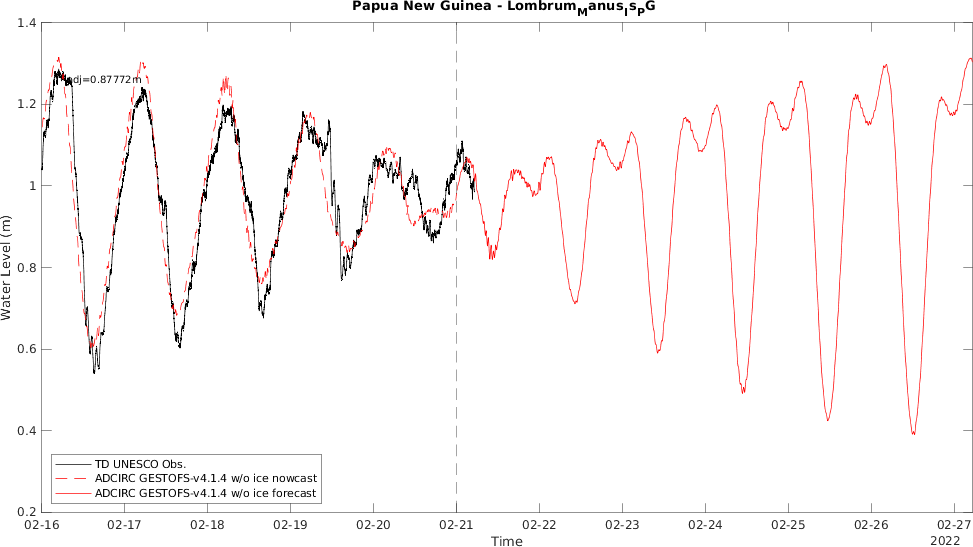 Papua New Guinea - LombrumManusIsPG
1.4
1.2
1
0.8
0.6
0.4
0.2
Water Level (m)
adj=0.87772m
TD UNESCO Obs.
ADCIRC GESTOFS-v4.1.4 w/o ice nowcast
ADCIRC GESTOFS-v4.1.4 w/o ice forecast
02-16 02-17 02-18 02-19 02-20 02-21 02-22 02-23 02-24 02-25 02-26 02-27
Time
2022